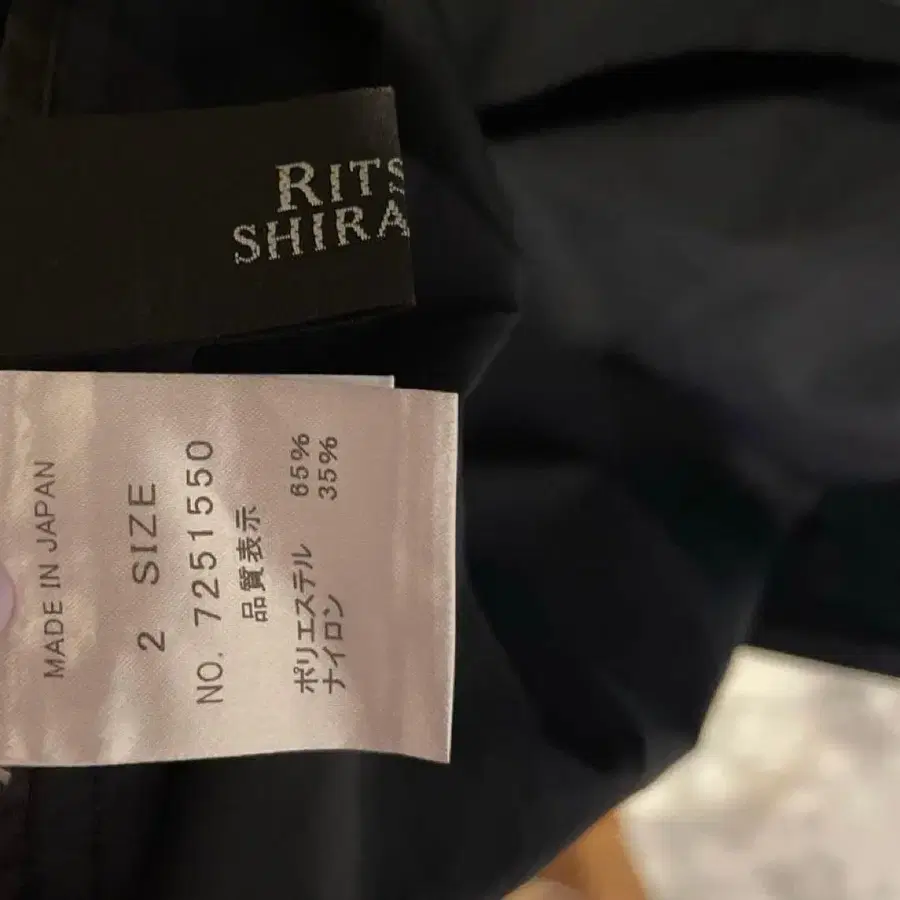 RITS
SHIRA
MADE IN JAPAN
2 SIZE
NO. 7251550
品質表示
ポリエステル 65%
ナイロン 35%